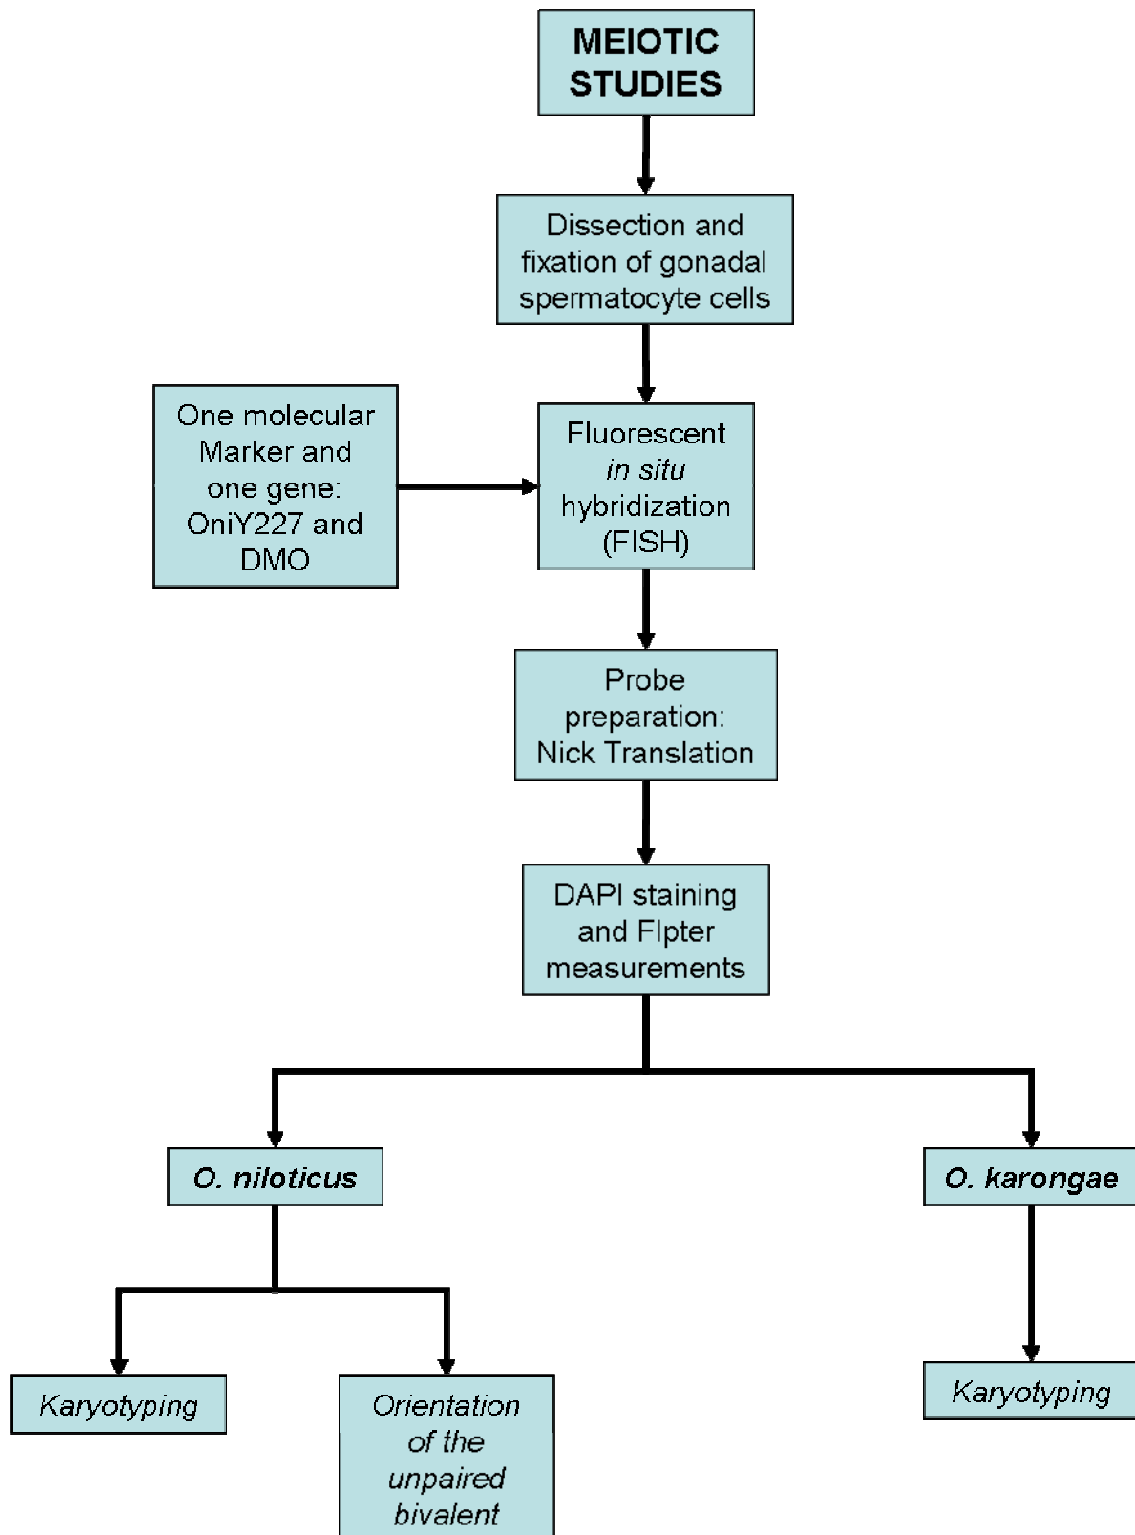 MEIOTIC
STUDIES
Dissection and
fixation of gonadal
spermatocyte cells
One molecular
Marker and
one gene:
OniY227 and
DMO
Fluorescent
in situ
hybridization
(FISH)
Probe
preparation:
Nick Translation
DAPI staining
and Flpter
measurements
O. niloticus
O. karongae
Karyotyping
Orientation
of the
unpaired
bivalent
Karyotyping